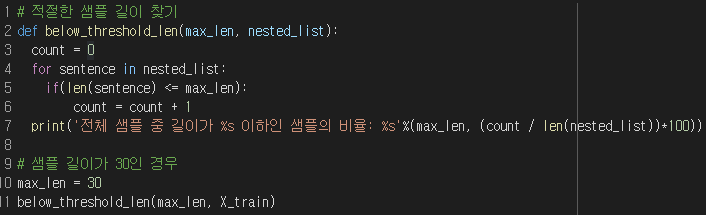 1 # 적절한 샘플 길이 찾기
2 def below_threshold_len(max_len, nested_list):
3   count = 0
4   for sentence in nested_list:
5     if(len(sentence) <= max_len):
6         count = count + 1
7   print('전체 샘플 중 길이가 %s 이하인 샘플의 비율: %s'%(max_len, (count / len(nested_list))*100))
8
9 # 샘플 길이가 30인 경우
10 max_len = 30
11 below_threshold_len(max_len, X_train)